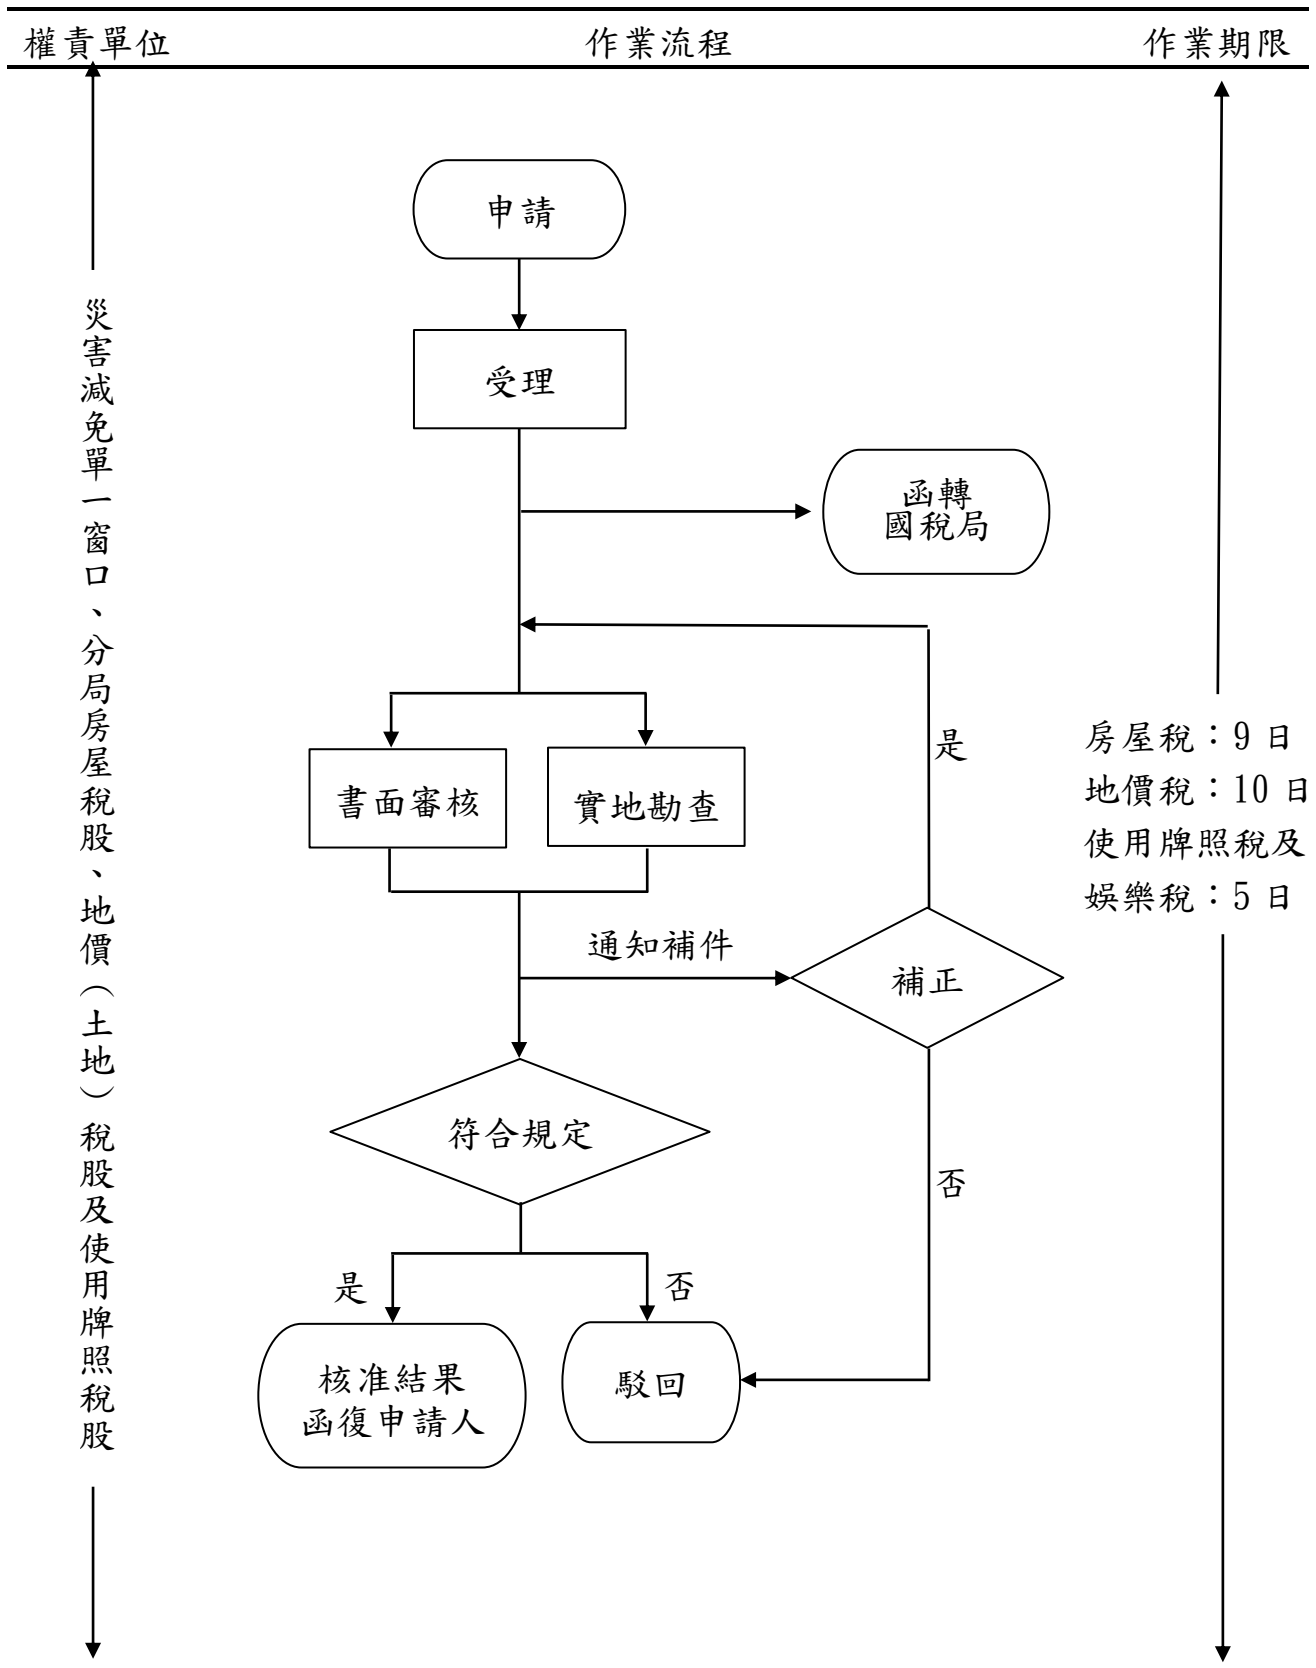 權責單位
作業流程
作業期限
災害減免單一窗口、分局房屋稅股、地價（土地）稅股及使用牌照稅股
申請
受理
函轉
國稅局
書面審核
實地勘查
是
通知補件
補正
符合規定
否
是
否
核准結果
函復申請人
駁回
房屋稅：9 日
地價稅：10 日
使用牌照稅及
娛樂稅：5 日